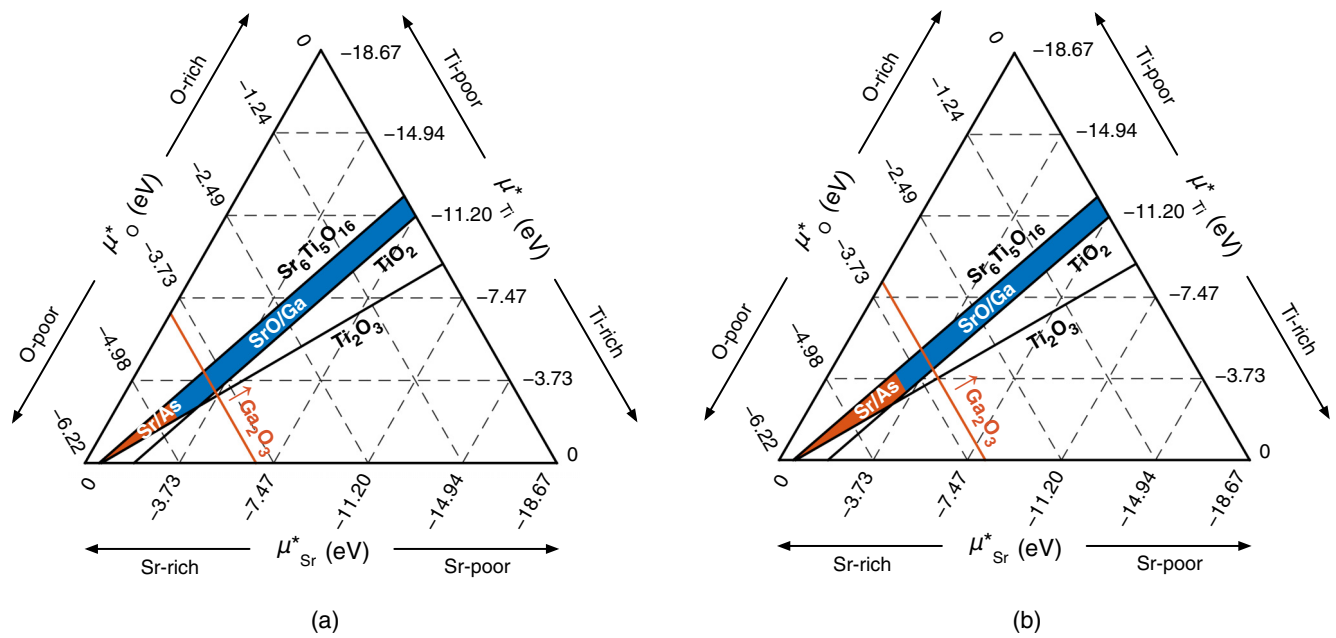 0
−18.67
O-rich
Ti-poor
−1.24
−14.94
μ*O (eV)
−2.49
μ*Ti (eV)
−11.20
Sr6Ti5O16
−3.73
TiO2
SrO/Ga
−7.47
O-poor
Ti2O3
Ti-rich
−4.98
−3.73
Sr/As
→Ga2O3
−6.22
0
0
−3.73
−7.47
−11.20
−14.94
−18.67
μ*Sr (eV)
Sr-rich
Sr-poor
(a)
0
−18.67
O-rich
Ti-poor
−1.24
−14.94
μ*O (eV)
−2.49
μ*Ti (eV)
−11.20
Sr6Ti5O16
−3.73
TiO2
SrO/Ga
−7.47
O-poor
Ti2O3
Ti-rich
−4.98
−3.73
Sr/As
→Ga2O3
−6.22
0
0
−3.73
−7.47
−11.20
−14.94
−18.67
μ*Sr (eV)
Sr-rich
Sr-poor
(b)